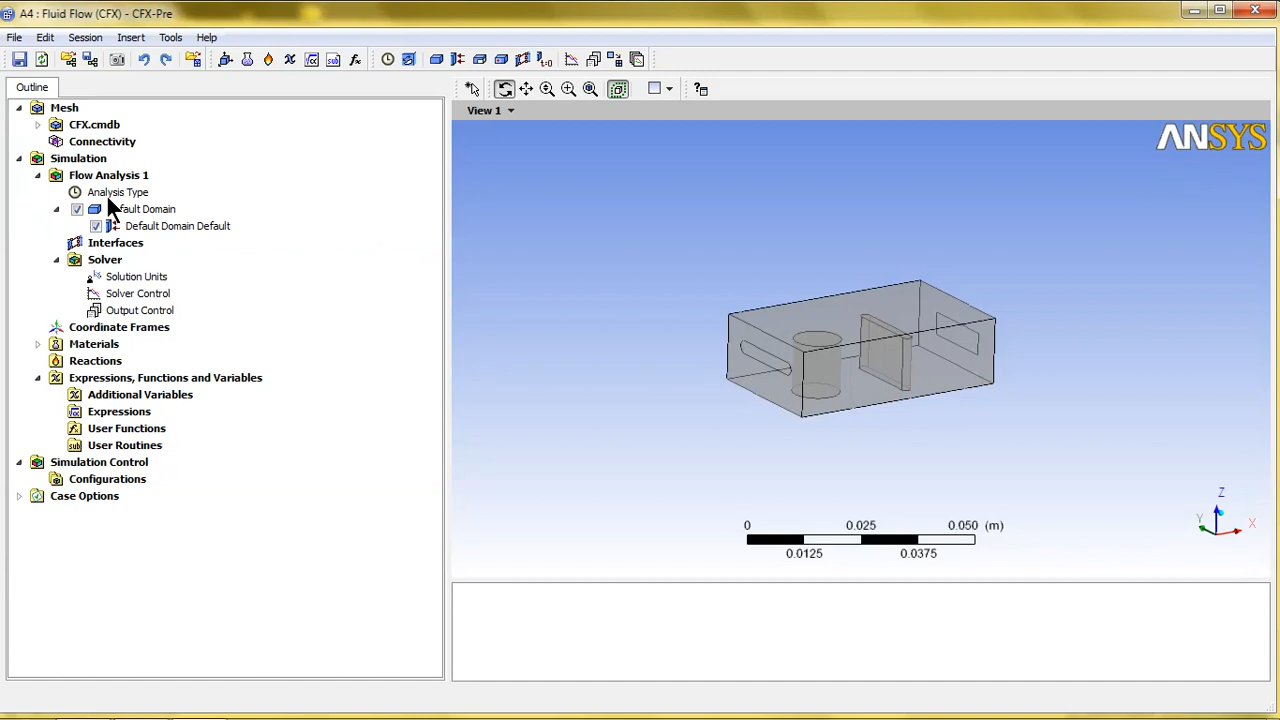 A4 : Fluid Flow (CFX) - CFX-Pre
File Edit Session Insert Tools Help
Outline
View 1
Mesh
CFX.cmdb
Connectivity
Simulation
Flow Analysis 1
Analysis Type
ault Domain
Default Domain Default
Interfaces
Solver
Solution Units
Solver Control
Output Control
Coordinate Frames
Materials
Reactions
Expressions, Functions and Variables
Additional Variables
Expressions
User Functions
User Routines
Simulation Control
Configurations
Case Options
ANSYS
Z
Y
X
0 0.025 0.050 (m)
0.0125 0.0375